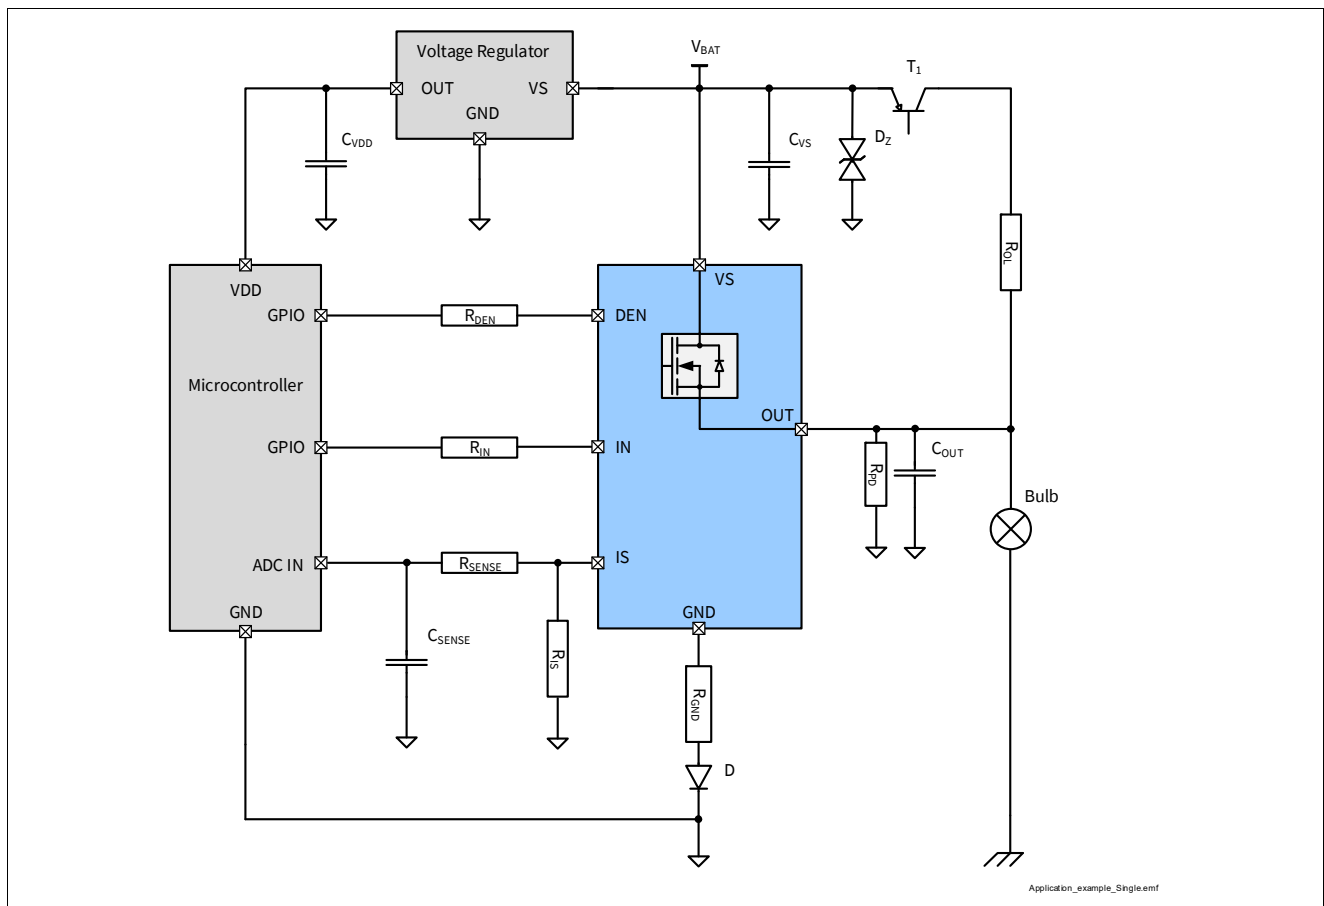 Voltage Regulator
OUT
VS
GND
VBAT
T1
CVDD
CVS
DZ
ROL
VDD
GPIO
RDEN
DEN
VS
Microcontroller
OUT
GPIO
RIN
IN
RPD
COUT
Bulb
ADC IN
RSENSE
IS
GND
GND
CSENSE
RIS
RGND
D
Application_example_Single.emf